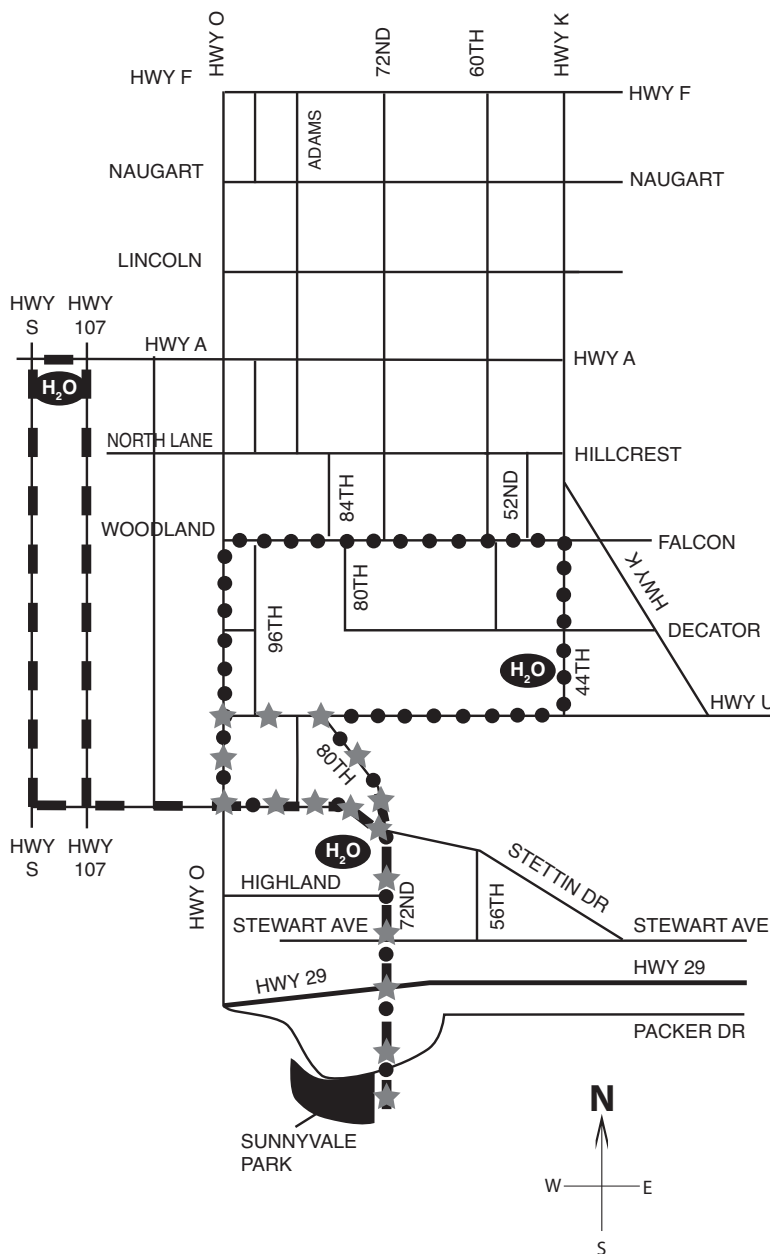 HWY O
72ND
60TH
HWY K
HWY F
HWY F
ADAMS
NAUGART
NAUGART
LINCOLN
HWY
S
HWY
107
HWY A
HWY A
H₂O
NORTH LANE
HILLCREST
84TH
52ND
WOODLAND
FALCON
HWY K
80TH
96TH
DECATOR
H₂O
44TH
HWY U
80TH
HWY
S
HWY
107
H₂O
STETTIN DR
HWY O
HIGHLAND
72ND
56TH
STEWART AVE
STEWART AVE
HWY 29
HWY 29
PACKER DR
SUNNYVALE
PARK
N
W
E
S